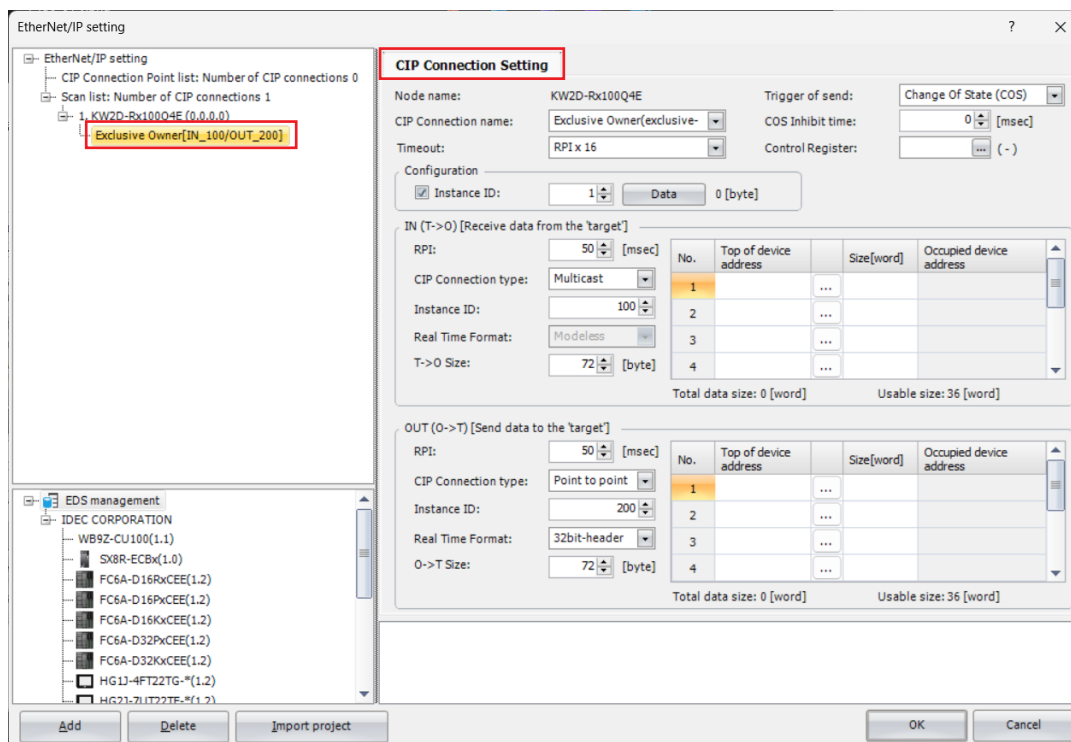 EtherNet/IP setting
?
EtherNet/IP setting
CIP Connection Point list: Number of CIP connections 0
Scan list: Number of CIP connections 1
1. KW2D-Rx100Q4E (0.0.0.0)
Exclusive Owner[IN_100/OUT_200]
CIP Connection Setting
Node name: KW2D-Rx100Q4E Trigger of send: Change Of State (COS)
CIP Connection name: Exclusive Owner(exclusive- COS Inhibit time: 0 [msec]
Timeout: RPI x 16 Control Register: ... (-)
Configuration
Instance ID: 1 Data 0 [byte]
IN (T->O) [Receive data from the 'target']
RPI: 50 [msec]
CIP Connection type: Multicast
Instance ID: 100
Real Time Format: Modeless
T->O Size: 72 [byte]
No. Top of device address Size[word] Occupied device address
1 ...
2 ...
3 ...
4 ...
Total data size: 0 [word] Usable size: 36 [word]
OUT (O->T) [Send data to the 'target']
RPI: 50 [msec]
CIP Connection type: Point to point
Instance ID: 200
Real Time Format: 32bit-header
O->T Size: 72 [byte]
No. Top of device address Size[word] Occupied device address
1 ...
2 ...
3 ...
4 ...
Total data size: 0 [word] Usable size: 36 [word]
EDS management
IDEC CORPORATION
WB9Z-CU100(1.1)
SX8R-ECBx(1.0)
FC6A-D16RxCEE(1.2)
FC6A-D16PxCEE(1.2)
FC6A-D16KxCEE(1.2)
FC6A-D32PxCEE(1.2)
FC6A-D32KxCEE(1.2)
HG1J-4FT22TG-*(1.2)
HG2J-7UT22TF-*(1.2)
Add Delete Import project OK Cancel